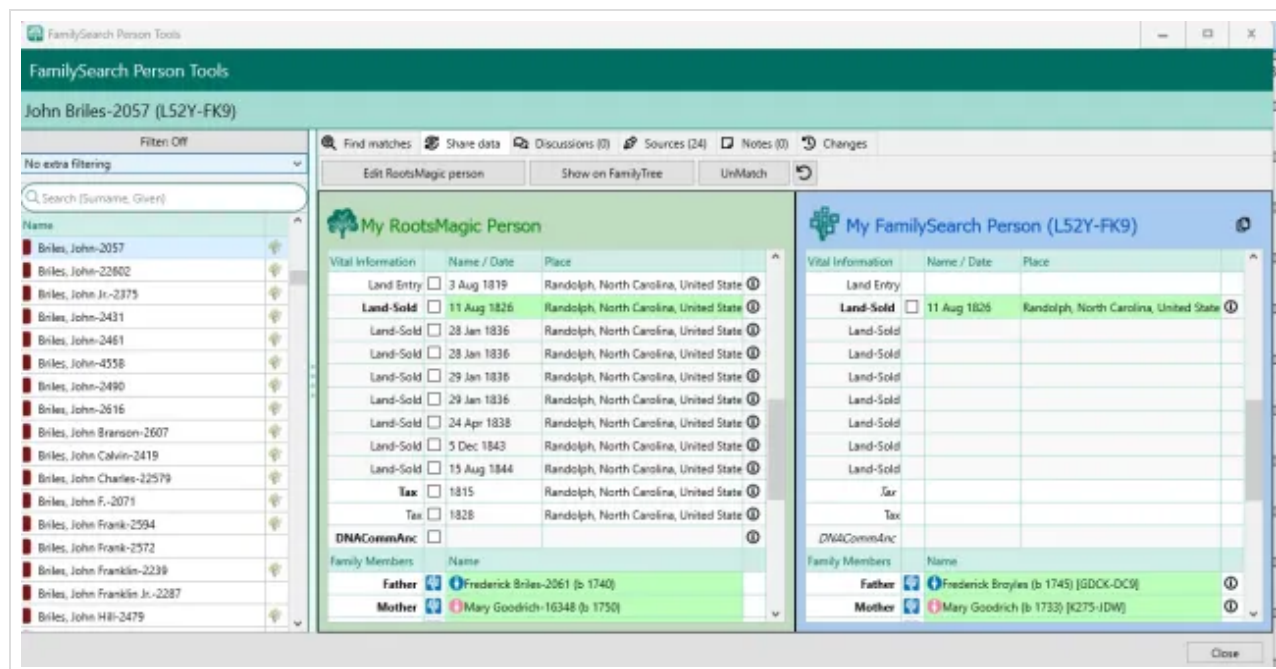 FamilySearch Person Tools
FamilySearch Person Tools
John Briles-2057 (L52Y-FK9)
Filter: Off
No extra filtering
Search (Surname, Given)
Name
Briles, John-2057
Briles, John-22602
Briles, John Jr.-2375
Briles, John-2431
Briles, John-2461
Briles, John-4558
Briles, John-2490
Briles, John-2616
Briles, John Branson-2607
Briles, John Calvin-2419
Briles, John Charles-22579
Briles, John F.-2071
Briles, John Frank-2594
Briles, John Frank-2572
Briles, John Franklin-2239
Briles, John Franklin Jr.-2287
Briles, John Hill-2479
Find matches Share data Discussions (0) Sources (24) Notes (0) Changes
Edit RootsMagic person Show on FamilyTree UnMatch
My RootsMagic Person
Vital Information Name / Date Place
Land Entry 3 Aug 1819 Randolph, North Carolina, United State
Land-Sold 11 Aug 1826 Randolph, North Carolina, United State
Land-Sold 28 Jan 1836 Randolph, North Carolina, United State
Land-Sold 28 Jan 1836 Randolph, North Carolina, United State
Land-Sold 29 Jan 1836 Randolph, North Carolina, United State
Land-Sold 29 Jan 1836 Randolph, North Carolina, United State
Land-Sold 24 Apr 1838 Randolph, North Carolina, United State
Land-Sold 5 Dec 1843 Randolph, North Carolina, United State
Land-Sold 15 Aug 1844 Randolph, North Carolina, United State
Tax 1815 Randolph, North Carolina, United State
Tax 1828 Randolph, North Carolina, United State
DNACommAnc
Family Members Name
Father Frederick Briles-2061 (b 1740)
Mother Mary Goodrich-16348 (b 1750)
My FamilySearch Person (L52Y-FK9)
Vital Information Name / Date Place
Land Entry
Land-Sold 11 Aug 1826 Randolph, North Carolina, United State
Land-Sold
Land-Sold
Land-Sold
Land-Sold
Land-Sold
Land-Sold
Land-Sold
Tax
Tax
DNACommAnc
Family Members Name
Father Frederick Broyles (b 1745) [GDCK-DC9]
Mother Mary Goodrich (b 1733) [K275-JDW]
Close